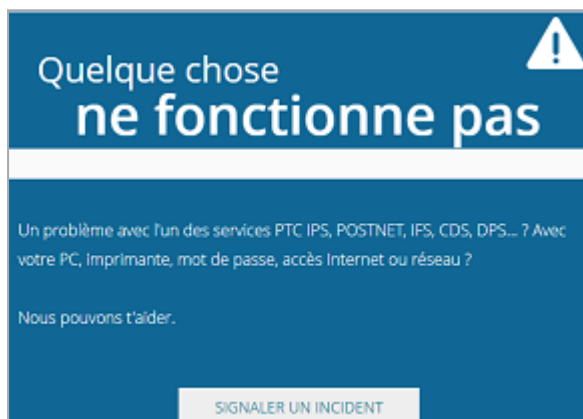 Quelque chose
ne fonctionne pas
Un problème avec l'un des services PTC IPS, POSTNET, IFS, CDS, DPS... ? Avec
votre PC, imprimante, mot de passe, accès Internet ou réseau ?
Nous pouvons t'aider.
SIGNALER UN INCIDENT